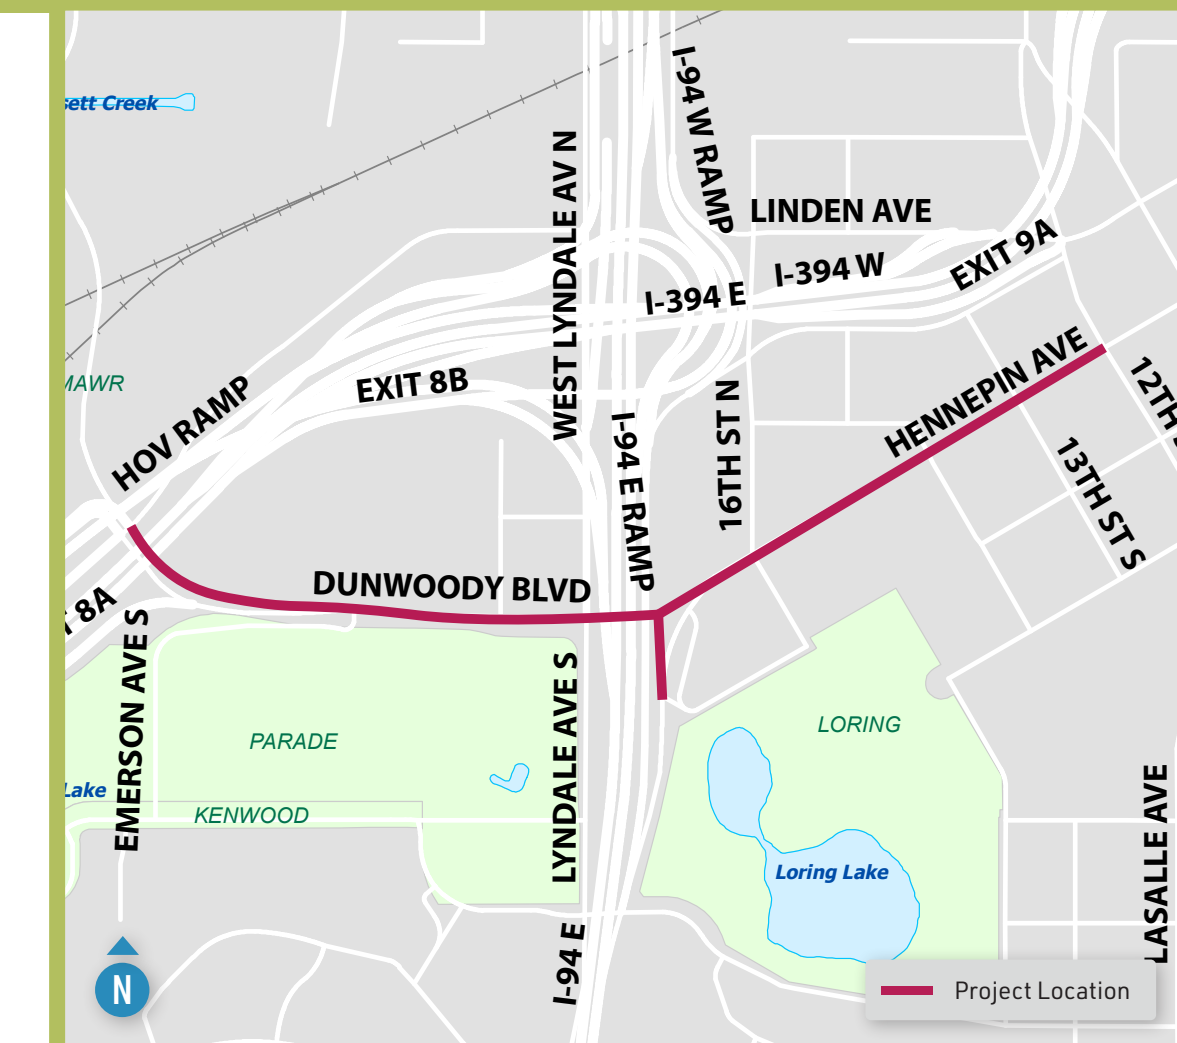 I-94 W RAMP
sett Creek
WEST LYNDALE AV N
LINDEN AVE
EXIT 9A
I-394 W
I-394 E
HENNEPIN AVE
EXIT 8B
MAWR
HOV RAMP
12TH
16TH ST N
I-94 E RAMP
13TH ST S
DUNWOODY BLVD
8A
EMERSON AVE S
LYNDALE AVE S
PARADE
LORING
Lake
KENWOOD
LASALLE AVE
Loring Lake
I-94 E
N
Project Location